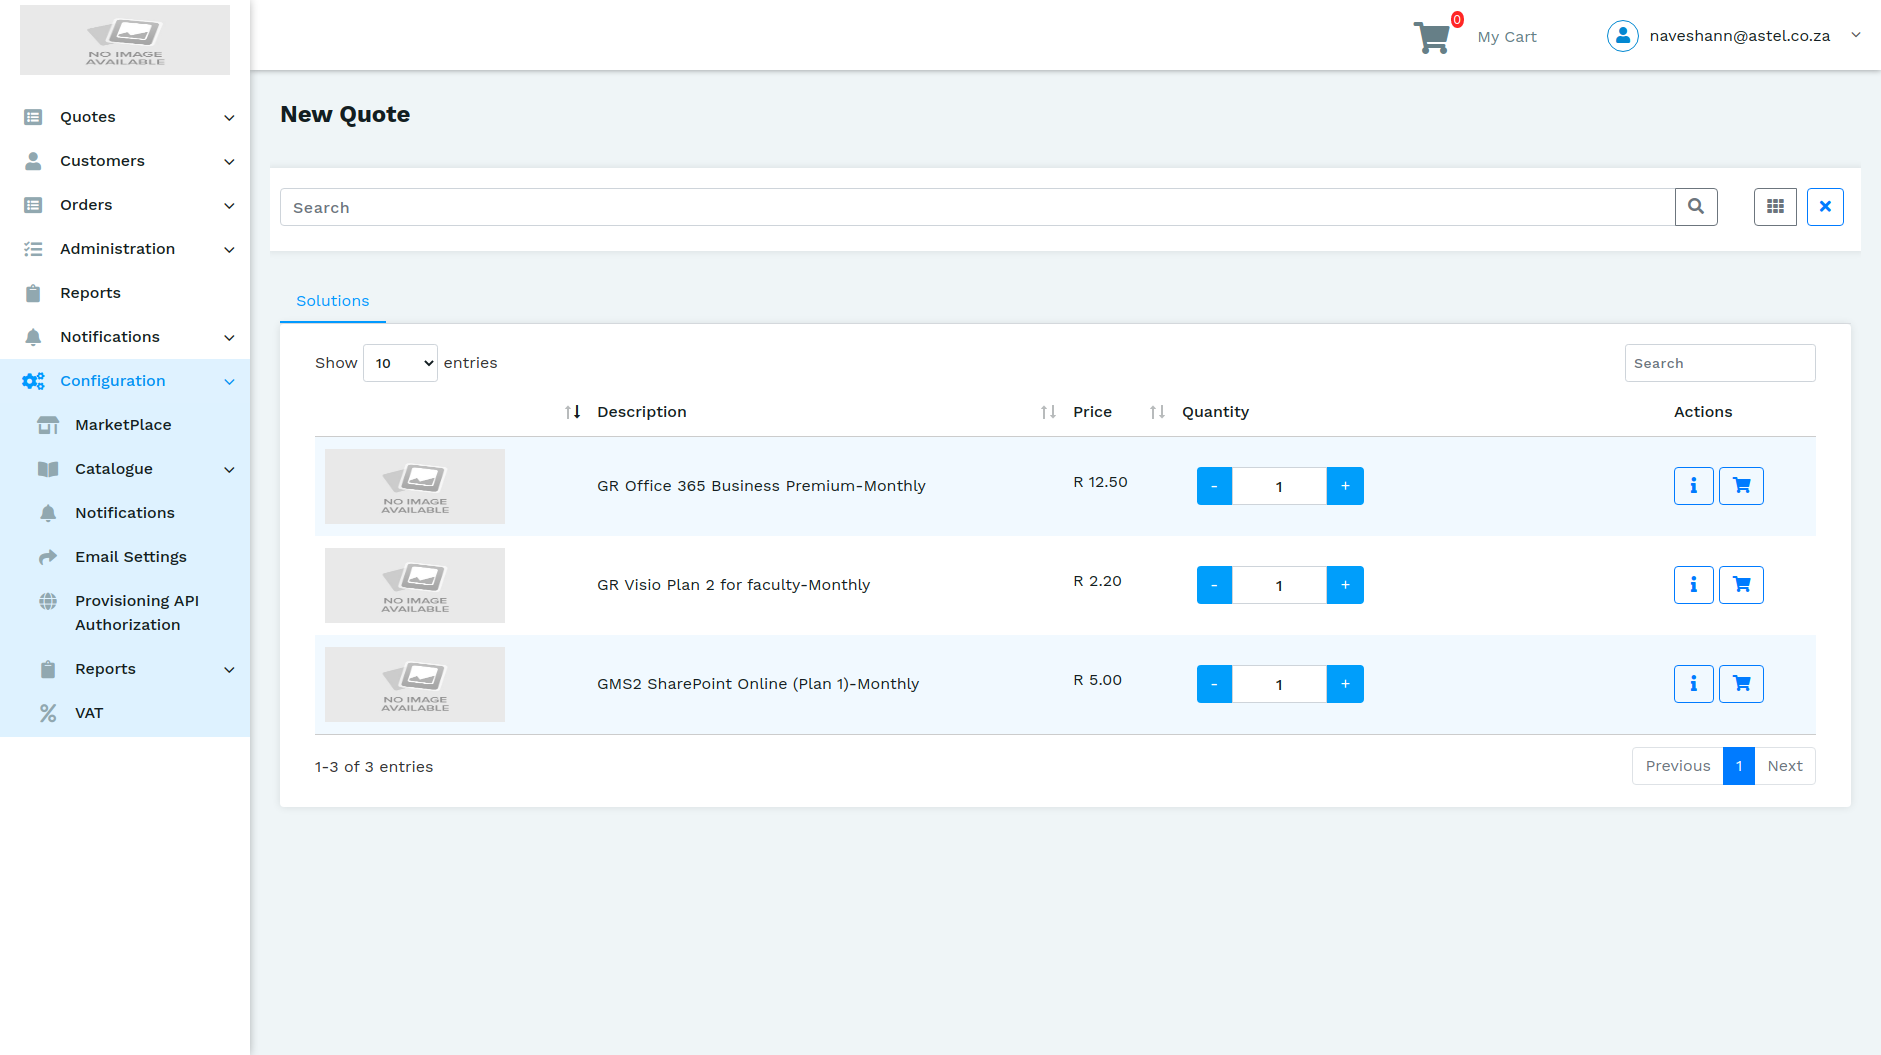 NO IMAGE
AVAILABLE
0
My Cart
naveshann@astel.co.za
Quotes
Customers
Orders
Administration
Reports
Notifications
Configuration
MarketPlace
Catalogue
Notifications
Email Settings
Provisioning API
Authorization
Reports
VAT
New Quote
Search
Solutions
Show 10 entries
Search
Description Price Quantity Actions
NO IMAGE
AVAILABLE
GR Office 365 Business Premium-Monthly R 12.50 - 1 +
NO IMAGE
AVAILABLE
GR Visio Plan 2 for faculty-Monthly R 2.20 - 1 +
NO IMAGE
AVAILABLE
GMS2 SharePoint Online (Plan 1)-Monthly R 5.00 - 1 +
1-3 of 3 entries
Previous 1 Next